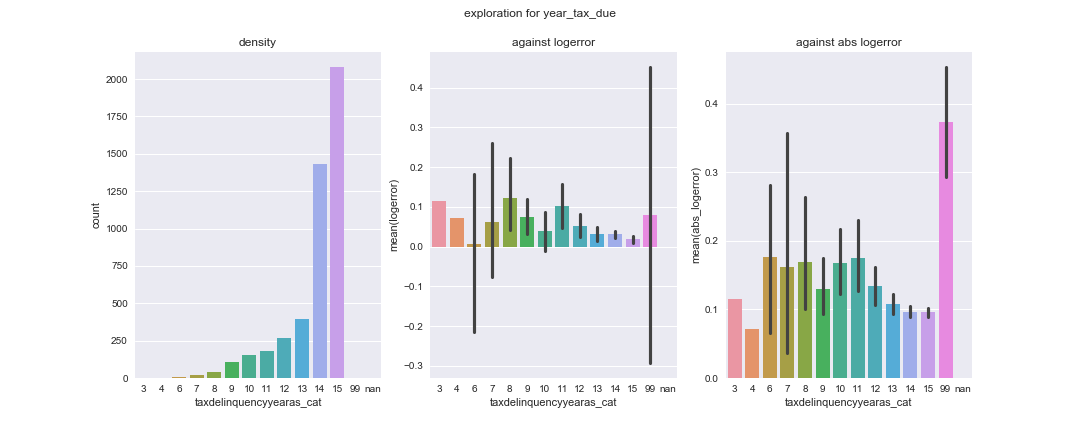 exploration for year_tax_due
density
count
2000
1750
1500
1250
1000
750
500
250
0
3 4 6 7 8 9 10 11 12 13 14 15 99 nan
taxdelinquencyyearas_cat
against logerror
mean(logerror)
0.4
0.3
0.2
0.1
0.0
−0.1
−0.2
−0.3
3 4 6 7 8 9 10 11 12 13 14 15 99 nan
taxdelinquencyyearas_cat
against abs logerror
mean(abs_logerror)
0.4
0.3
0.2
0.1
0.0
3 4 6 7 8 9 10 11 12 13 14 15 99 nan
taxdelinquencyyearas_cat